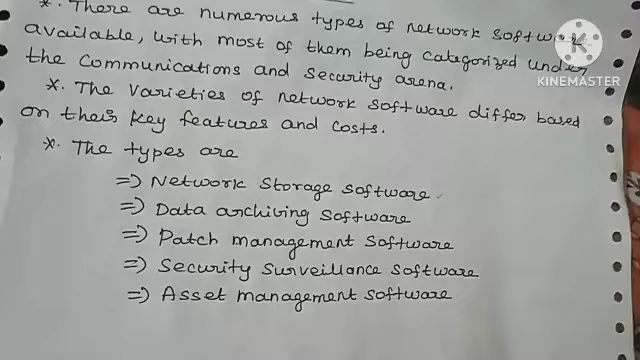 *. There are numerous types of network software
available, with most of them being categorized under
the communications and security arena.
*. The varieties of network software differ based
on their key features and costs.
*. The types are
=> Network Storage Software
=> Data archiving Software
=> Patch management Software
=> Security Surveillance Software
=> Asset management Software
K
KINEMASTER